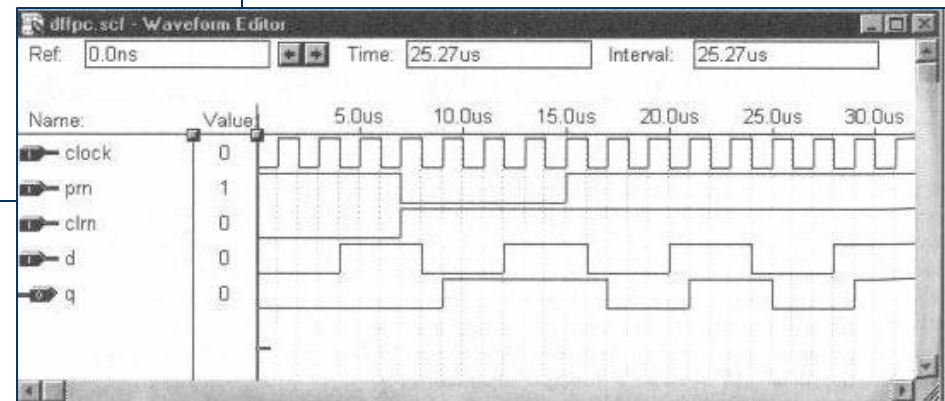 dffpc.scf - Waveform Editor
Ref: 0.0ns Time: 25.27us Interval: 25.27us
Name: Value: 5.0us 10.0us 15.0us 20.0us 25.0us 30.0us
clock 0
prn 1
clrn 0
d 0
q 0